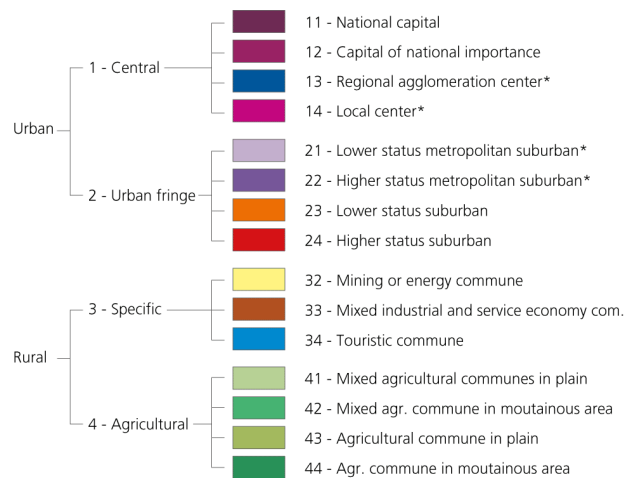 11 - National capital
12 - Capital of national importance
1 - Central
13 - Regional agglomeration center*
14 - Local center*
Urban
21 - Lower status metropolitan suburban*
22 - Higher status metropolitan suburban*
2 - Urban fringe
23 - Lower status suburban
24 - Higher status suburban
32 - Mining or energy commune
3 - Specific
33 - Mixed industrial and service economy com.
34 - Touristic commune
Rural
41 - Mixed agricultural communes in plain
42 - Mixed agr. commune in moutainous area
4 - Agricultural
43 - Agricultural commune in plain
44 - Agr. commune in moutainous area